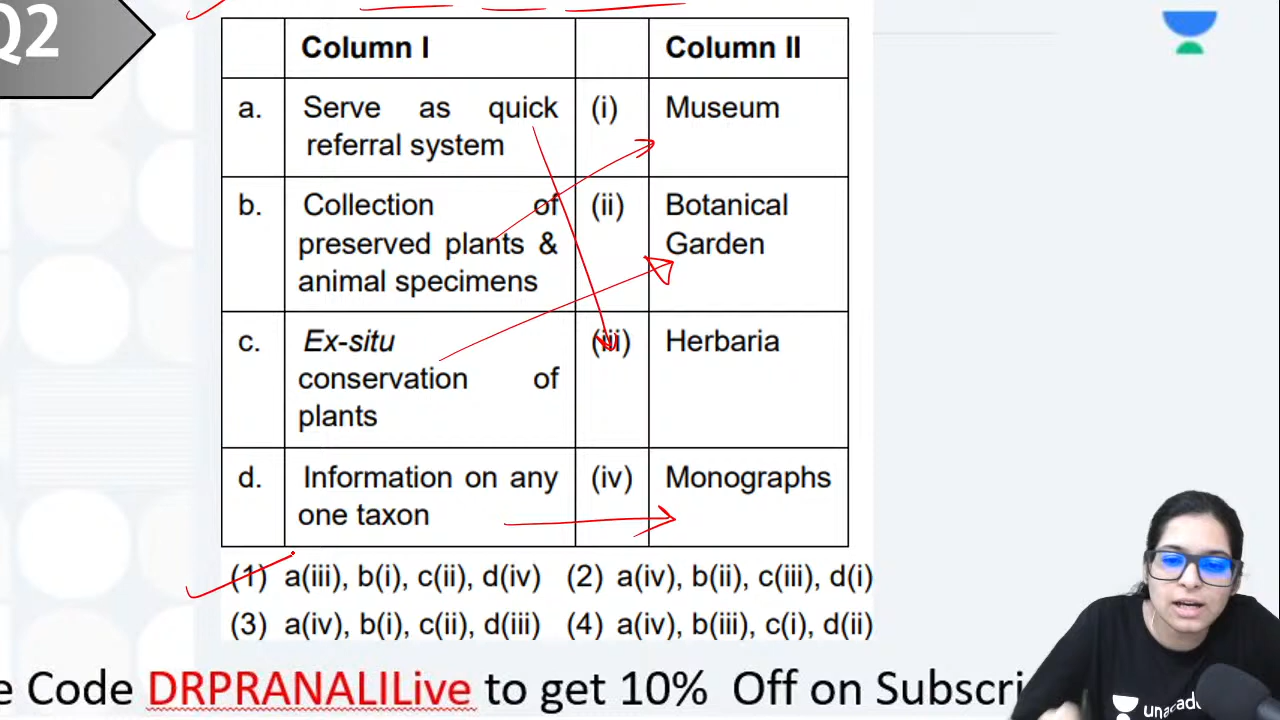 Q2
Column I Column II
a. Serve as quick (i) Museum
referral system
b. Collection of (ii) Botanical
preserved plants & Garden
animal specimens
c. Ex-situ (iii) Herbaria
conservation of
plants
d. Information on any (iv) Monographs
one taxon
(1) a(iii), b(i), c(ii), d(iv) (2) a(iv), b(ii), c(iii), d(i)
(3) a(iv), b(i), c(ii), d(iii) (4) a(iv), b(iii), c(i), d(ii)
e Code DRPRANALILive to get 10% Off on Subscri
unacade